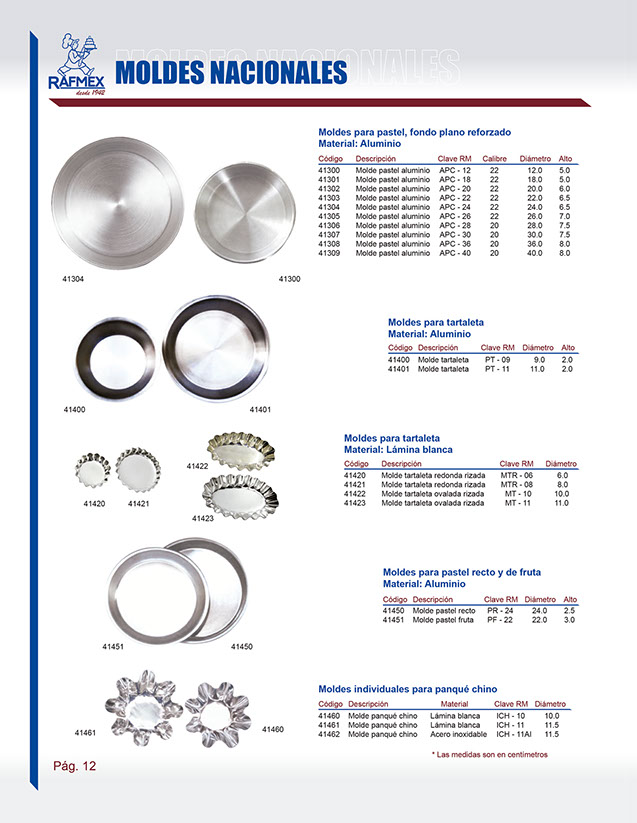 RAFMEX
desde 1942
MOLDES NACIONALES
Moldes para pastel, fondo plano reforzado
Material: Aluminio
Código Descripción Clave RM Calibre Diámetro Alto
41300 Molde pastel aluminio APC - 12 22 12.0 5.0
41301 Molde pastel aluminio APC - 18 22 18.0 5.0
41302 Molde pastel aluminio APC - 20 22 20.0 6.0
41303 Molde pastel aluminio APC - 22 22 22.0 6.5
41304 Molde pastel aluminio APC - 24 22 24.0 6.5
41305 Molde pastel aluminio APC - 26 22 26.0 7.0
41306 Molde pastel aluminio APC - 28 20 28.0 7.5
41307 Molde pastel aluminio APC - 30 20 30.0 7.5
41308 Molde pastel aluminio APC - 36 20 36.0 8.0
41309 Molde pastel aluminio APC - 40 20 40.0 8.0
41304 41300
Moldes para tartaleta
Material: Aluminio
Código Descripción Clave RM Diámetro Alto
41400 Molde tartaleta PT - 09 9.0 2.0
41401 Molde tartaleta PT - 11 11.0 2.0
41400 41401
Moldes para tartaleta
Material: Lámina blanca
Código Descripción Clave RM Diámetro
41420 Molde tartaleta redonda rizada MTR - 06 6.0
41421 Molde tartaleta redonda rizada MTR - 08 8.0
41422 Molde tartaleta ovalada rizada MT - 10 10.0
41423 Molde tartaleta ovalada rizada MT - 11 11.0
41422
41420 41421
41423
Moldes para pastel recto y de fruta
Material: Aluminio
Código Descripción Clave RM Diámetro Alto
41450 Molde pastel recto PR - 24 24.0 2.5
41451 Molde pastel fruta PF - 22 22.0 3.0
41451 41450
Moldes individuales para panqué chino
Código Descripción Material Clave RM Diámetro
41460 Molde panqué chino Lámina blanca ICH - 10 10.0
41461 Molde panqué chino Lámina blanca ICH - 11 11.5
41462 Molde panqué chino Acero inoxidable ICH - 11AI 11.5
41461 41460
* Las medidas son en centímetros
Pág. 12